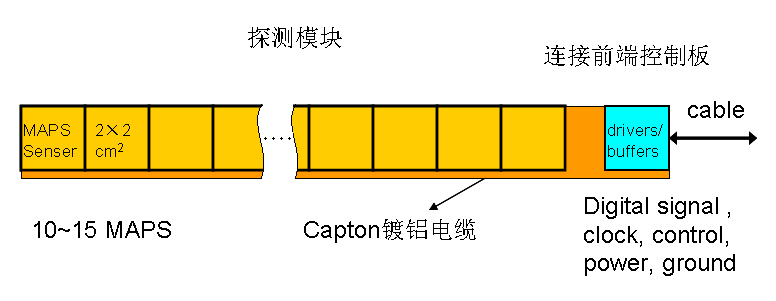 探测模块
连接前端控制板
MAPS
Senser
2×2
cm²
....
drivers/
buffers
cable
10~15 MAPS
Capton镀铝电缆
Digital signal ,
clock, control,
power, ground